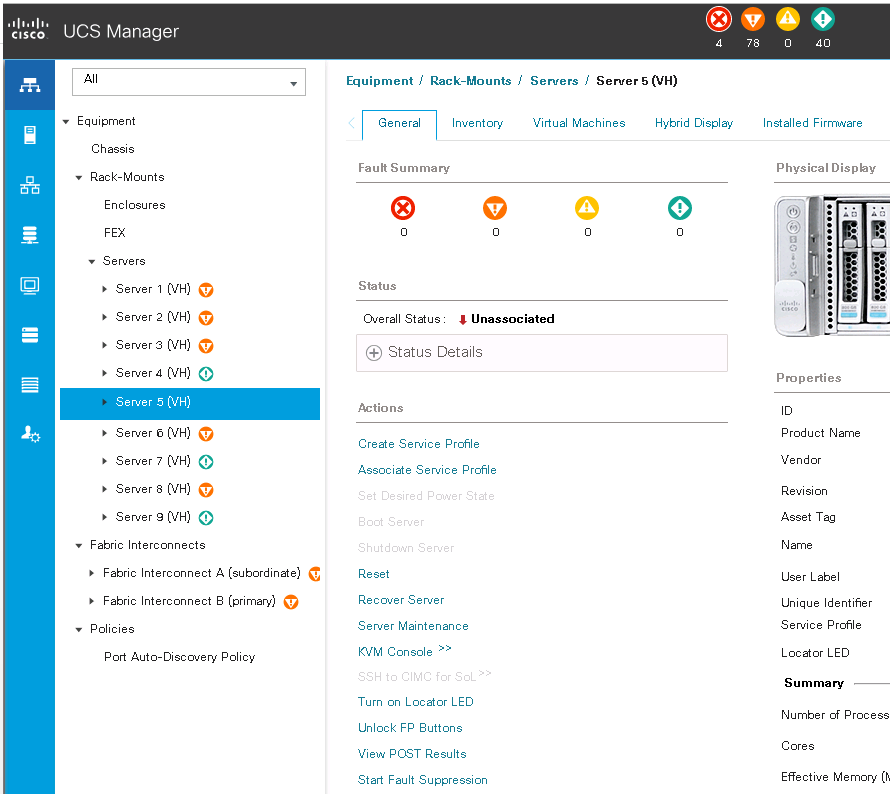 CISCO UCS Manager
4 78 0 40
All
Equipment
Chassis
Rack-Mounts
Enclosures
FEX
Servers
Server 1 (VH)
Server 2 (VH)
Server 3 (VH)
Server 4 (VH)
Server 5 (VH)
Server 6 (VH)
Server 7 (VH)
Server 8 (VH)
Server 9 (VH)
Fabric Interconnects
Fabric Interconnect A (subordinate)
Fabric Interconnect B (primary)
Policies
Port Auto-Discovery Policy
Equipment / Rack-Mounts / Servers / Server 5 (VH)
General Inventory Virtual Machines Hybrid Display Installed Firmware
Fault Summary
0 0 0 0
Status
Overall Status : Unassociated
Status Details
Actions
Create Service Profile
Associate Service Profile
Set Desired Power State
Boot Server
Shutdown Server
Reset
Recover Server
Server Maintenance
KVM Console >>
SSH to CIMC for SoL >>
Turn on Locator LED
Unlock FP Buttons
View POST Results
Start Fault Suppression
Physical Display
CISCO
Properties
ID
Product Name
Vendor
Revision
Asset Tag
Name
User Label
Unique Identifier
Service Profile
Locator LED
Summary
Number of Process
Cores
Effective Memory (M